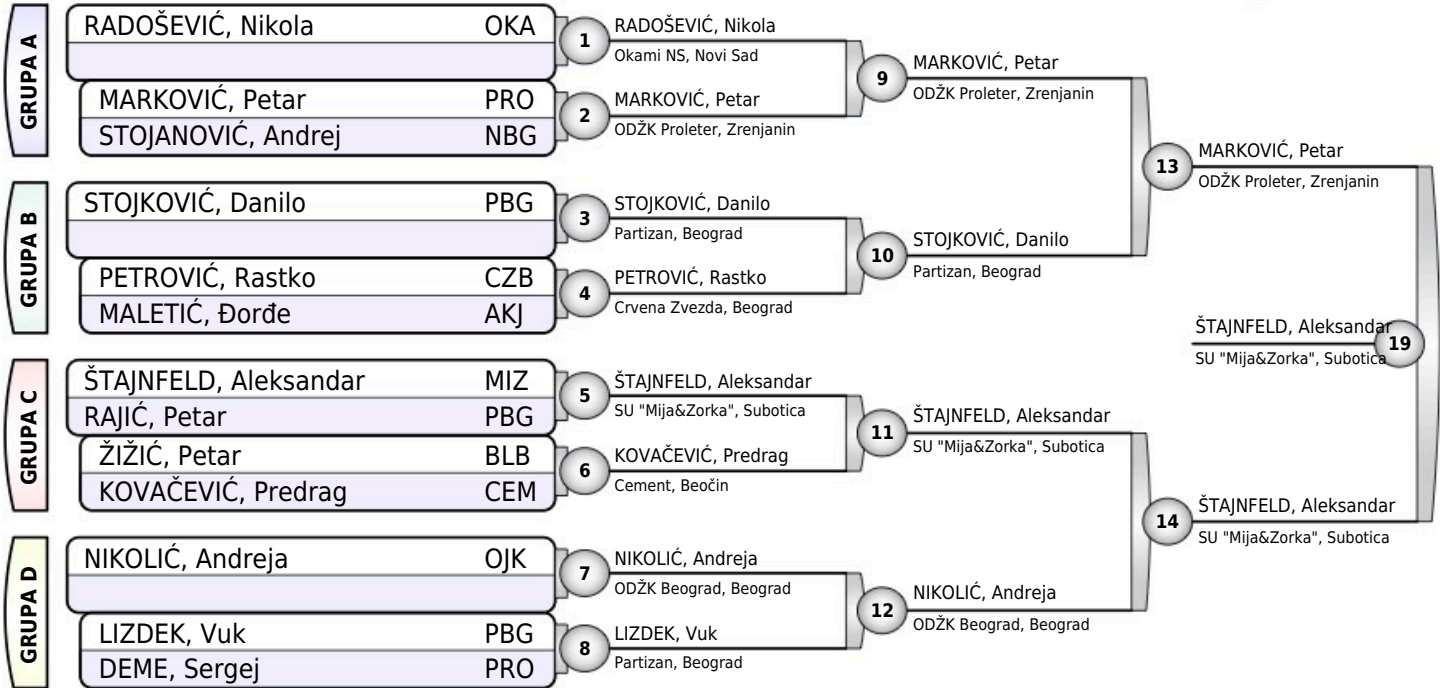 GRUPA A
RADOŠEVIĆ, Nikola OKA
MARKOVIĆ, Petar PRO
STOJANOVIĆ, Andrej NBG
GRUPA B
STOJKOVIĆ, Danilo PBG
PETROVIĆ, Rastko CZB
MALETIĆ, Đorđe AKJ
GRUPA C
ŠTAJNFELD, Aleksandar MIZ
RAJIĆ, Petar PBG
ŽIŽIĆ, Petar BLB
KOVAČEVIĆ, Predrag CEM
GRUPA D
NIKOLIĆ, Andreja OJK
LIZDEK, Vuk PBG
DEME, Sergej PRO
1 RADOŠEVIĆ, Nikola
Okami NS, Novi Sad
2 MARKOVIĆ, Petar
ODŽK Proleter, Zrenjanin
3 STOJKOVIĆ, Danilo
Partizan, Beograd
4 PETROVIĆ, Rastko
Crvena Zvezda, Beograd
5 ŠTAJNFELD, Aleksandar
SU "Mija&Zorka", Subotica
6 KOVAČEVIĆ, Predrag
Cement, Beočin
7 NIKOLIĆ, Andreja
ODŽK Beograd, Beograd
8 LIZDEK, Vuk
Partizan, Beograd
9 MARKOVIĆ, Petar
ODŽK Proleter, Zrenjanin
10 STOJKOVIĆ, Danilo
Partizan, Beograd
11 ŠTAJNFELD, Aleksandar
SU "Mija&Zorka", Subotica
12 NIKOLIĆ, Andreja
ODŽK Beograd, Beograd
13 MARKOVIĆ, Petar
ODŽK Proleter, Zrenjanin
14 ŠTAJNFELD, Aleksandar
SU "Mija&Zorka", Subotica
ŠTAJNFELD, Aleksandar 19
SU "Mija&Zorka", Subotica